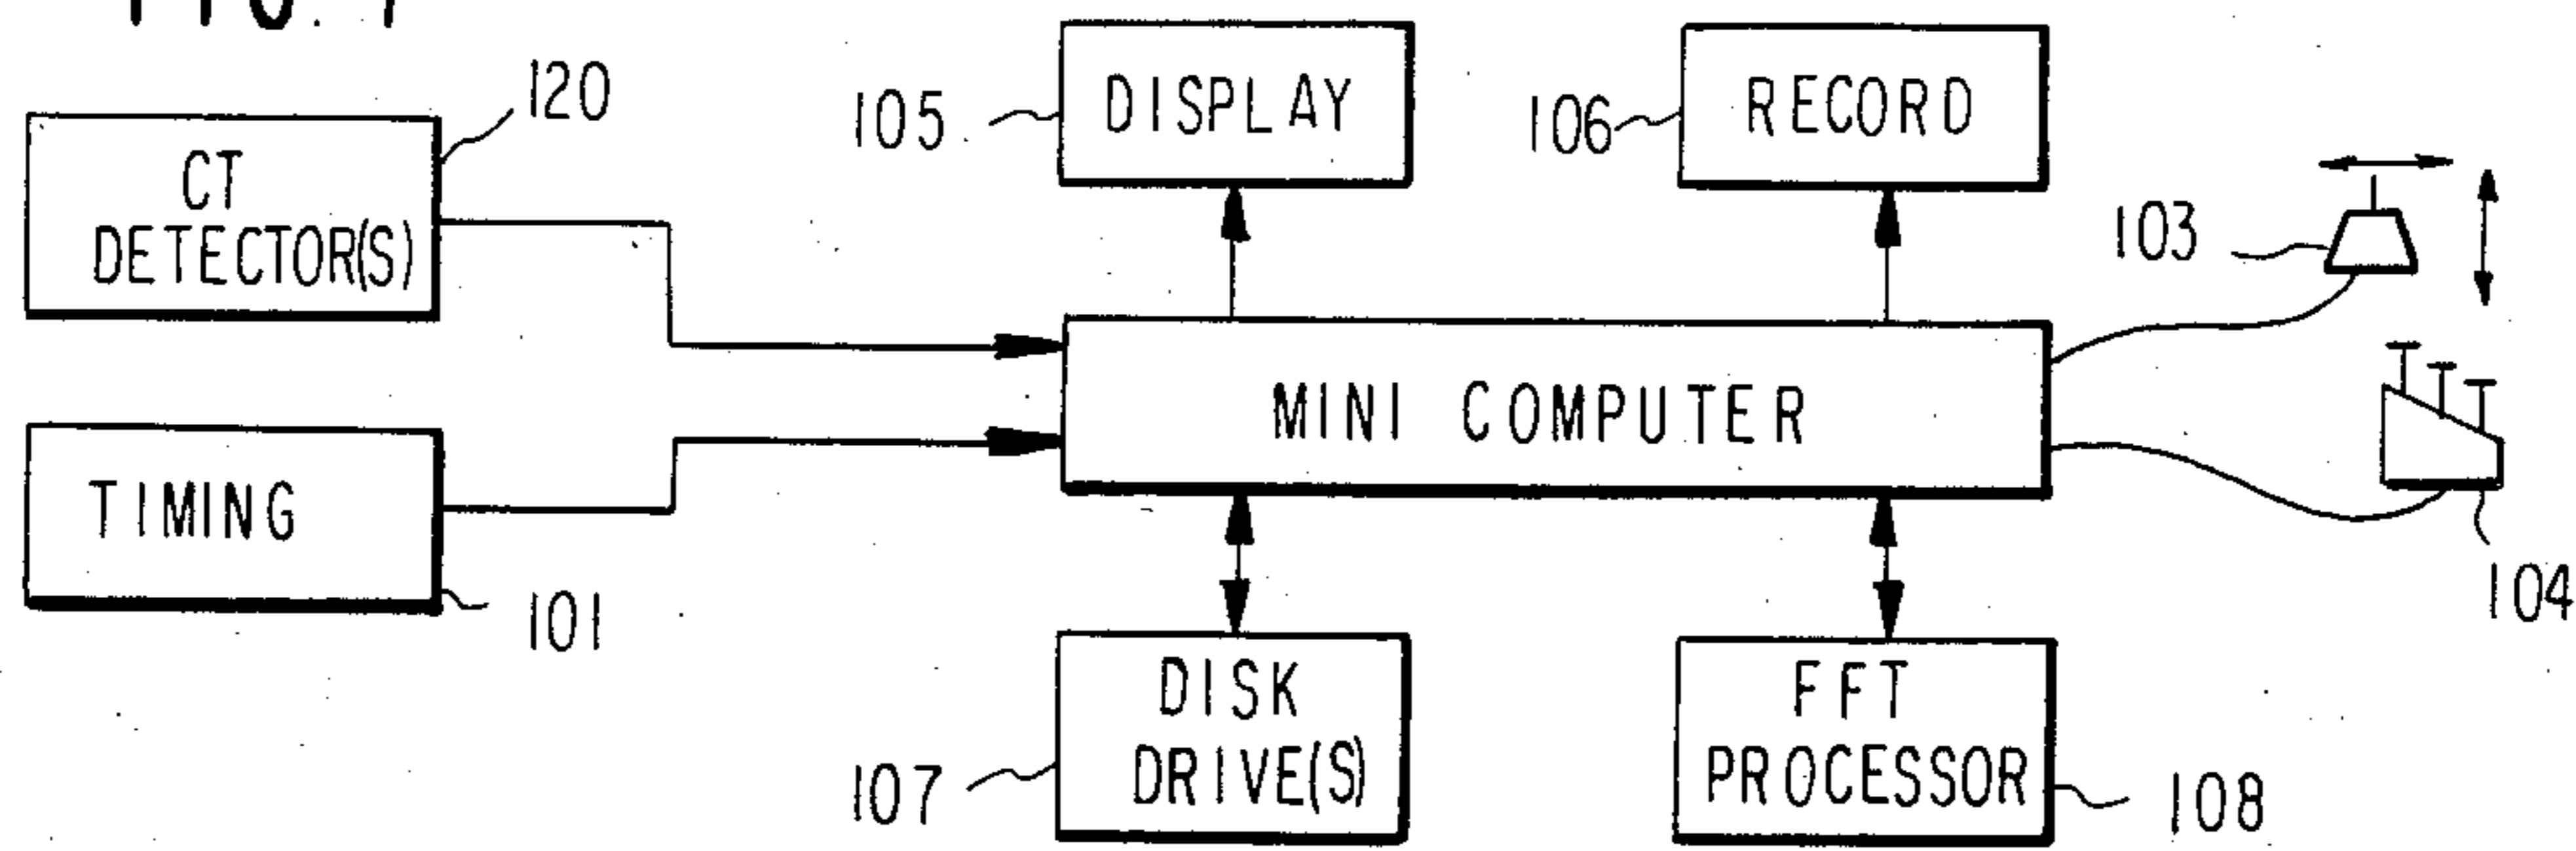 FIG.
120
105
DISPLAY
106
RECORD
CT
DETECTOR(S)
103
MINI COMPUTER
TIMING
101
104
DISK
DRIVE(S)
107
FFT
PROCESSOR
108